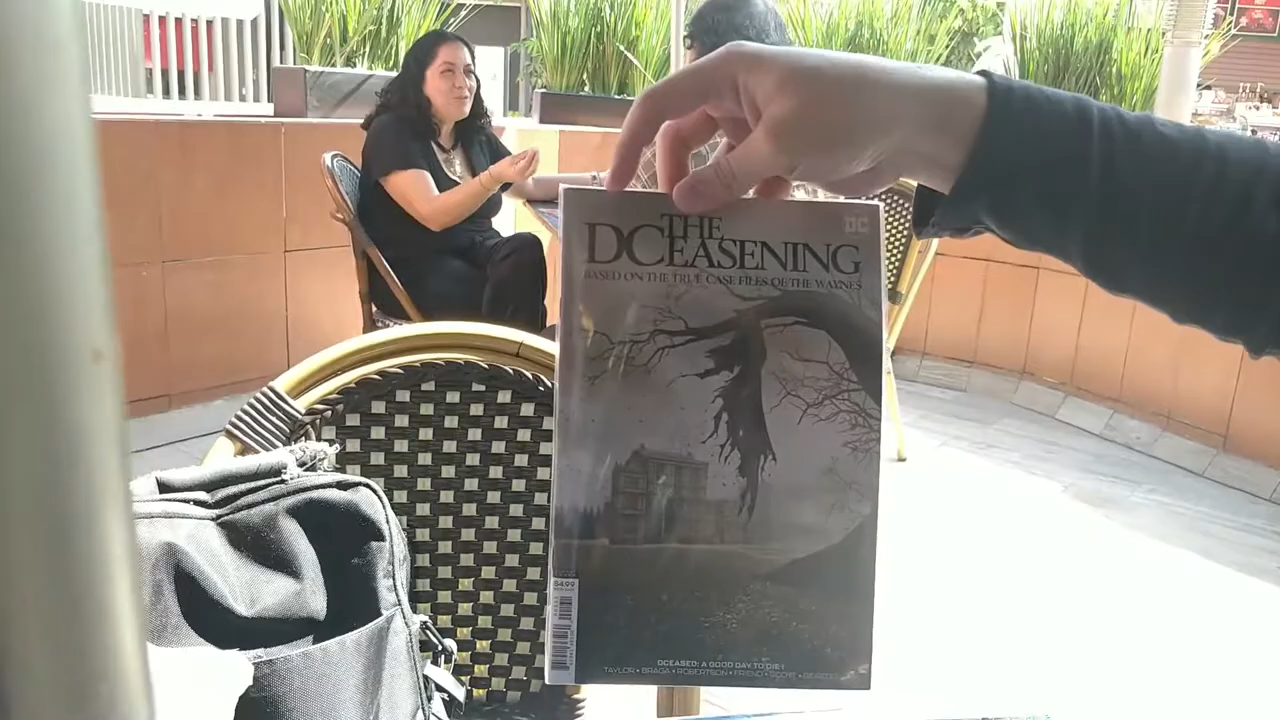 DC
THE
DCEASENING
BASED ON THE TRUE CASE FILES OF THE WAYNES
$4.99
DCEASED: A GOOD DAY TO DIE 1
TAYLOR • BRAGA • ROBERTSON • FRIEND •